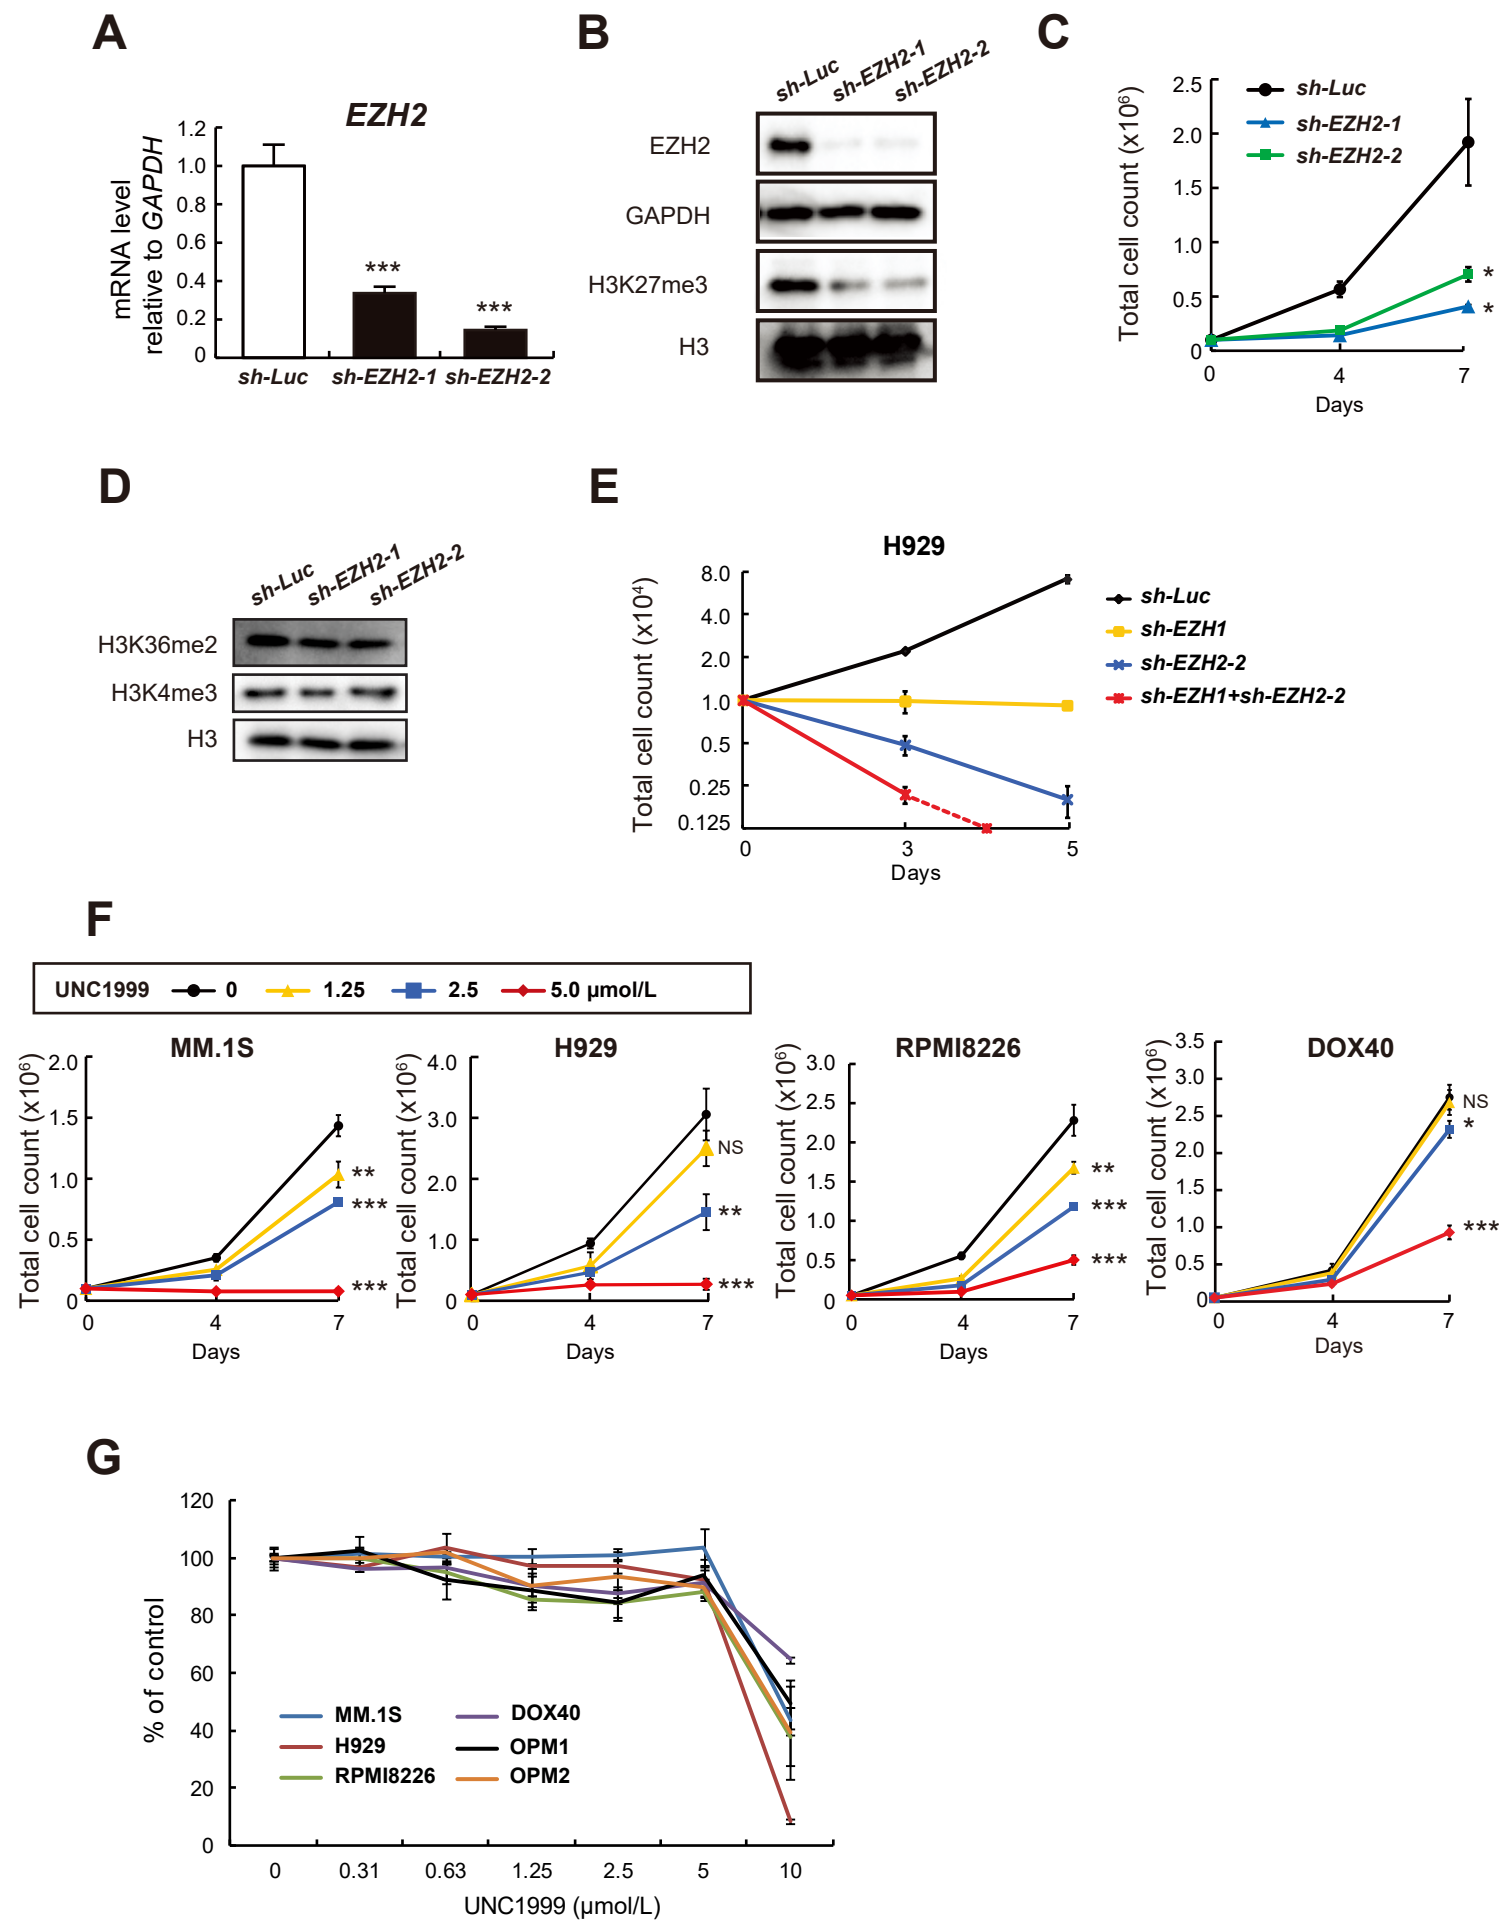 A
EZH2
mRNA level
relative to GAPDH
1.2
1.0
0.8
0.6
0.4
0.2
0
***
***
sh-Luc sh-EZH2-1 sh-EZH2-2
B
sh-Luc sh-EZH2-1 sh-EZH2-2
EZH2
GAPDH
H3K27me3
H3
C
Total cell count (x10⁶)
2.5
2.0
1.5
1.0
0.5
0
sh-Luc
sh-EZH2-1
sh-EZH2-2
*
*
0 4 7
Days
D
sh-Luc sh-EZH2-1 sh-EZH2-2
H3K36me2
H3K4me3
H3
E
H929
Total cell count (x10⁴)
8.0
4.0
2.0
1.0
0.5
0.25
0.125
0 3 5
Days
sh-Luc
sh-EZH1
sh-EZH2-2
sh-EZH1+sh-EZH2-2
F
UNC1999 0 1.25 2.5 5.0 µmol/L
MM.1S
Total cell count (x10⁶)
2.0
1.5
1.0
0.5
0
**
***
***
0 4 7
Days
H929
Total cell count (x10⁶)
4.0
3.0
2.0
1.0
0
NS
**
***
0 4 7
Days
RPMI8226
Total cell count (x10⁶)
3.0
2.5
2.0
1.5
1.0
0.5
0
**
***
***
0 4 7
Days
DOX40
Total cell count (x10⁶)
3.5
3.0
2.5
2.0
1.5
1.0
0.5
0
NS
*
***
0 4 7
Days
G
% of control
120
100
80
60
40
20
0
MM.1S DOX40
H929 OPM1
RPMI8226 OPM2
0 0.31 0.63 1.25 2.5 5 10
UNC1999 (µmol/L)